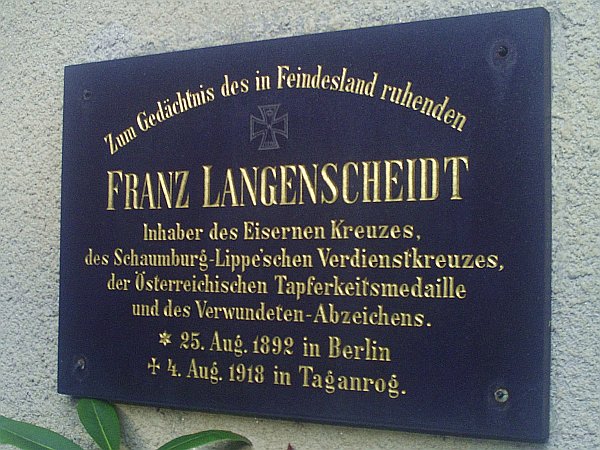 Zum Gedächtnis des in Feindesland ruhenden
FRANZ LANGENSCHEIDT
Inhaber des Eisernen Kreuzes,
des Schaumburg-Lippe'schen Verdienstkreuzes,
der Österreichischen Tapferkeitsmedaille
und des Verwundeten-Abzeichens.
✶ 25. Aug. 1892 in Berlin
✝ 4. Aug. 1918 in Taganrog.